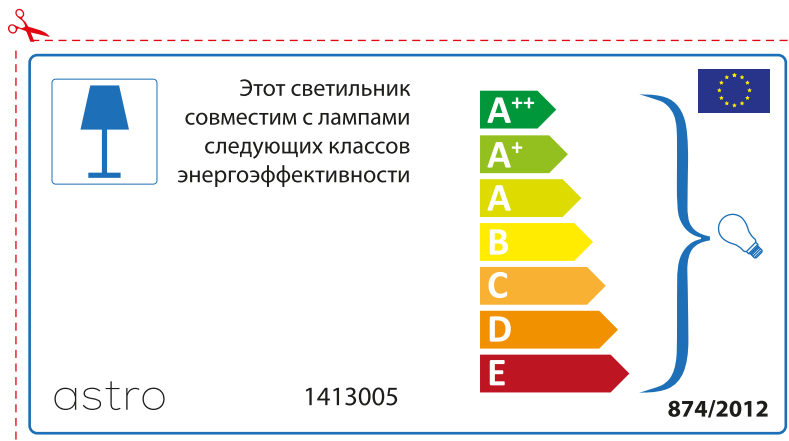 Этот светильник
совместим с лампами
следующих классов
энергоэффективности
A++
A+
A
B
C
D
E
astro
1413005
874/2012